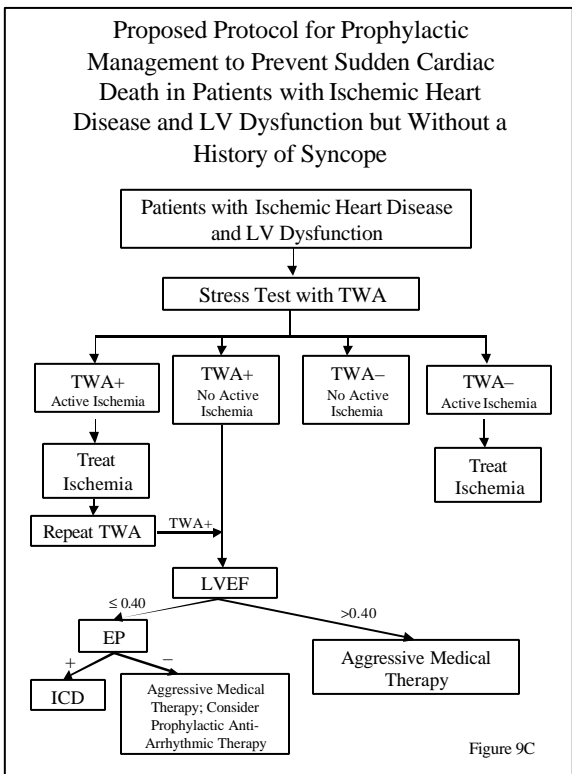 Proposed Protocol for Prophylactic
Management to Prevent Sudden Cardiac
Death in Patients with Ischemic Heart
Disease and LV Dysfunction but Without a
History of Syncope
Patients with Ischemic Heart Disease
and LV Dysfunction
Stress Test with TWA
TWA+
Active Ischemia
TWA+
No Active
Ischemia
TWA–
No Active
Ischemia
TWA–
Active Ischemia
Treat
Ischemia
Treat
Ischemia
Repeat TWA
TWA+
LVEF
≤ 0.40
>0.40
EP
Aggressive Medical
Therapy
+
–
ICD
Aggressive Medical
Therapy; Consider
Prophylactic Anti-
Arrhythmic Therapy
Figure 9C